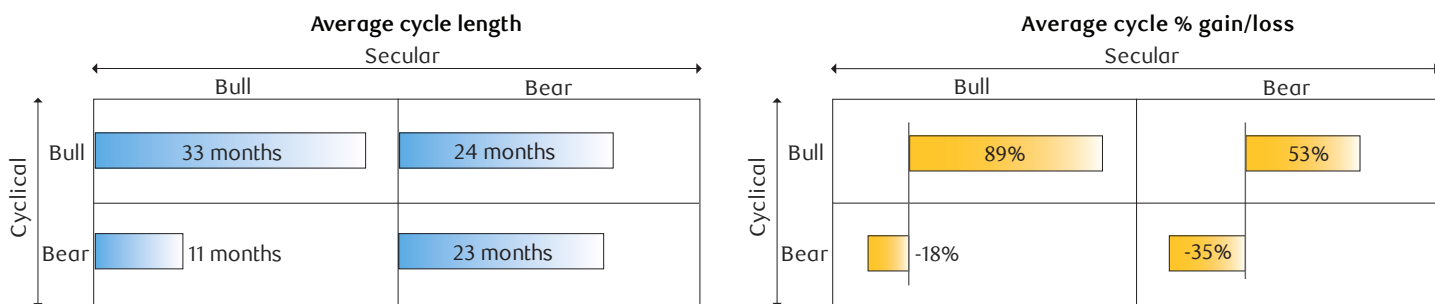 Average cycle length
Secular
Bull Bear
Cyclical
Bull 33 months 24 months
Bear 11 months 23 months
Average cycle % gain/loss
Secular
Bull Bear
Cyclical
Bull 89% 53%
Bear -18% -35%